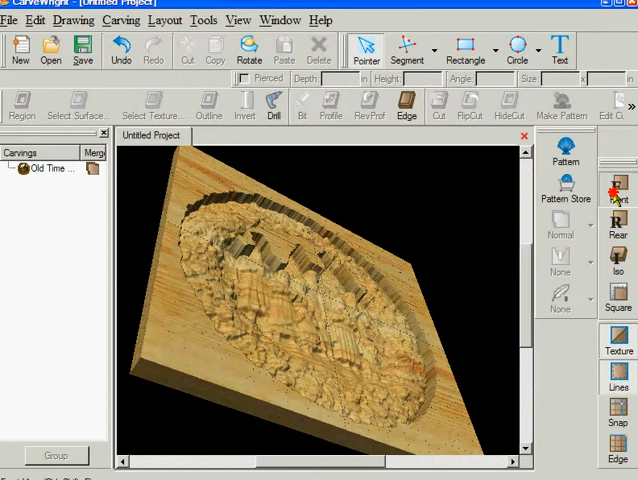 CarveWright - [Untitled Project]
File Edit Drawing Carving Layout Tools View Window Help
New Open Save Undo Redo Cut Copy Rotate Paste Delete Pointer Segment Rectangle Circle Text
Pierced Depth: in Height: in Angle: Size: x in
Region Select Surface... Select Texture... Outline Invert Drill Bit Profile RevProf Edge Cut FlipCut HideCut Make Pattern Edit Cu »
Untitled Project
Carvings Merg
Old Time ...
Pattern
Pattern Store
Normal
None
None
Front
Rear
Iso
Square
Texture
Lines
Snap
Edge
Group